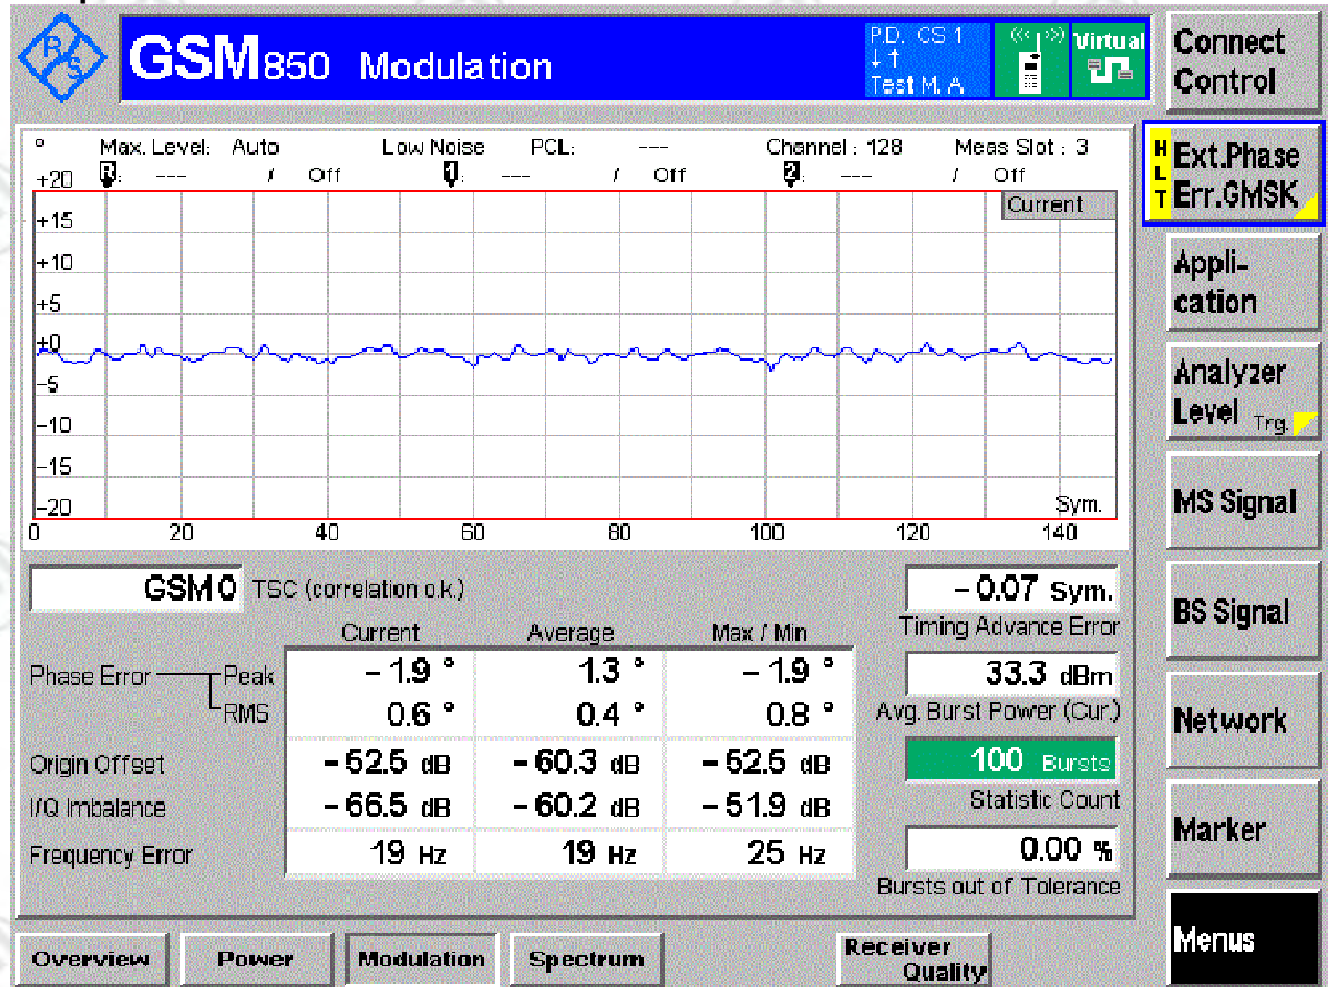 R S
GSM850 Modulation
P.D. CS 1
Test M. A.
Virtual
Connect Control
° Max. Level: Auto Low Noise PCL: --- Channel : 128 Meas Slot : 3
R: --- / Off 1: --- / Off 2: --- / Off
Current
+20
+15
+10
+5
+0
-5
-10
-15
-20
Sym.
0 20 40 60 80 100 120 140
GSM 0 TSC (correlation o.k.)
Current Average Max / Min
Phase Error Peak - 1.9 ° 1.3 ° - 1.9 °
RMS 0.6 ° 0.4 ° 0.8 °
Origin Offset - 52.5 dB - 60.3 dB - 52.5 dB
I/Q Imbalance - 66.5 dB - 60.2 dB - 51.9 dB
Frequency Error 19 Hz 19 Hz 25 Hz
- 0.07 Sym.
Timing Advance Error
33.3 dBm
Avg. Burst Power (Cur.)
100 Bursts
Statistic Count
0.00 %
Bursts out of Tolerance
HLT
Ext.Phase
Err.GMSK
Appli-
cation
Analyzer
Level Trg.
MS Signal
BS Signal
Network
Marker
Menus
Overview Power Modulation Spectrum Receiver
Quality